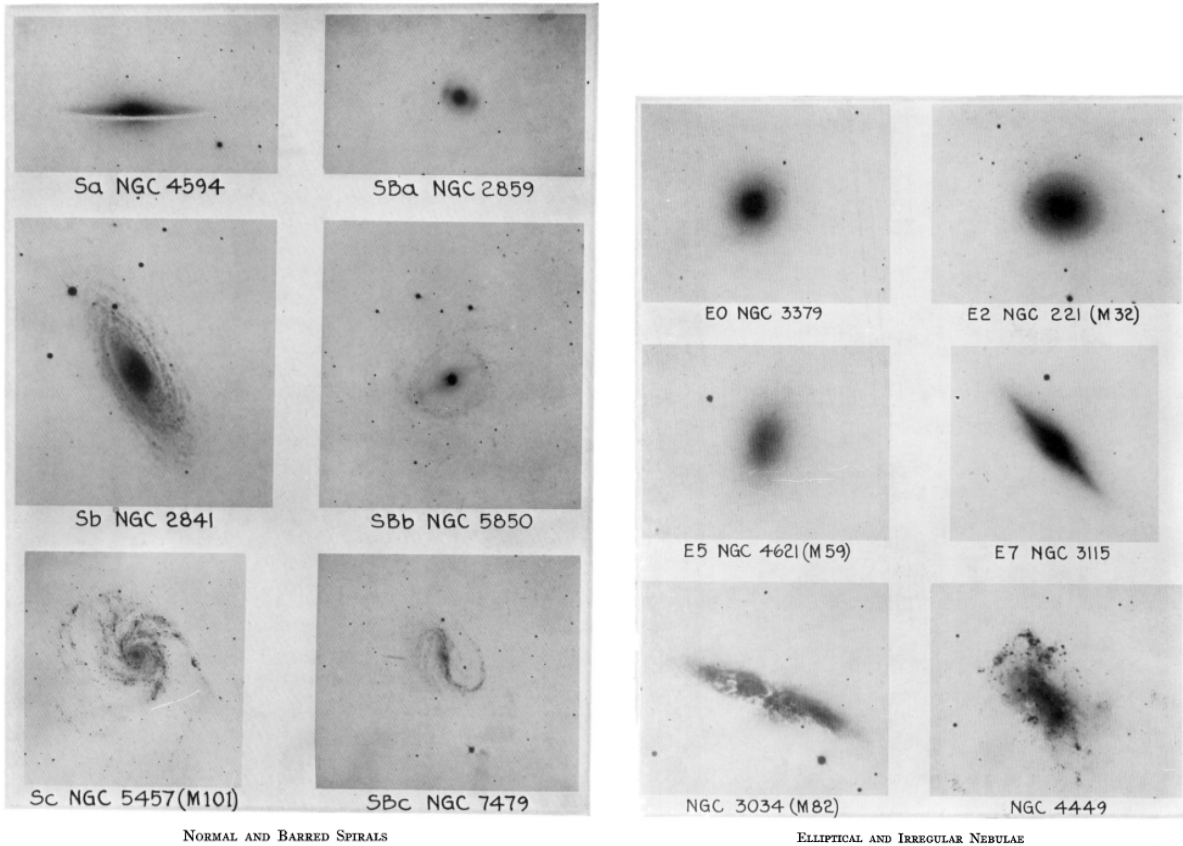 Sa NGC 4594
SBa NGC 2859
Sb NGC 2841
SBb NGC 5850
Sc NGC 5457 (M101)
SBc NGC 7479
NORMAL AND BARRED SPIRALS
E0 NGC 3379
E2 NGC 221 (M32)
E5 NGC 4621 (M59)
E7 NGC 3115
NGC 3034 (M82)
NGC 4449
ELLIPTICAL AND IRREGULAR NEBULAE